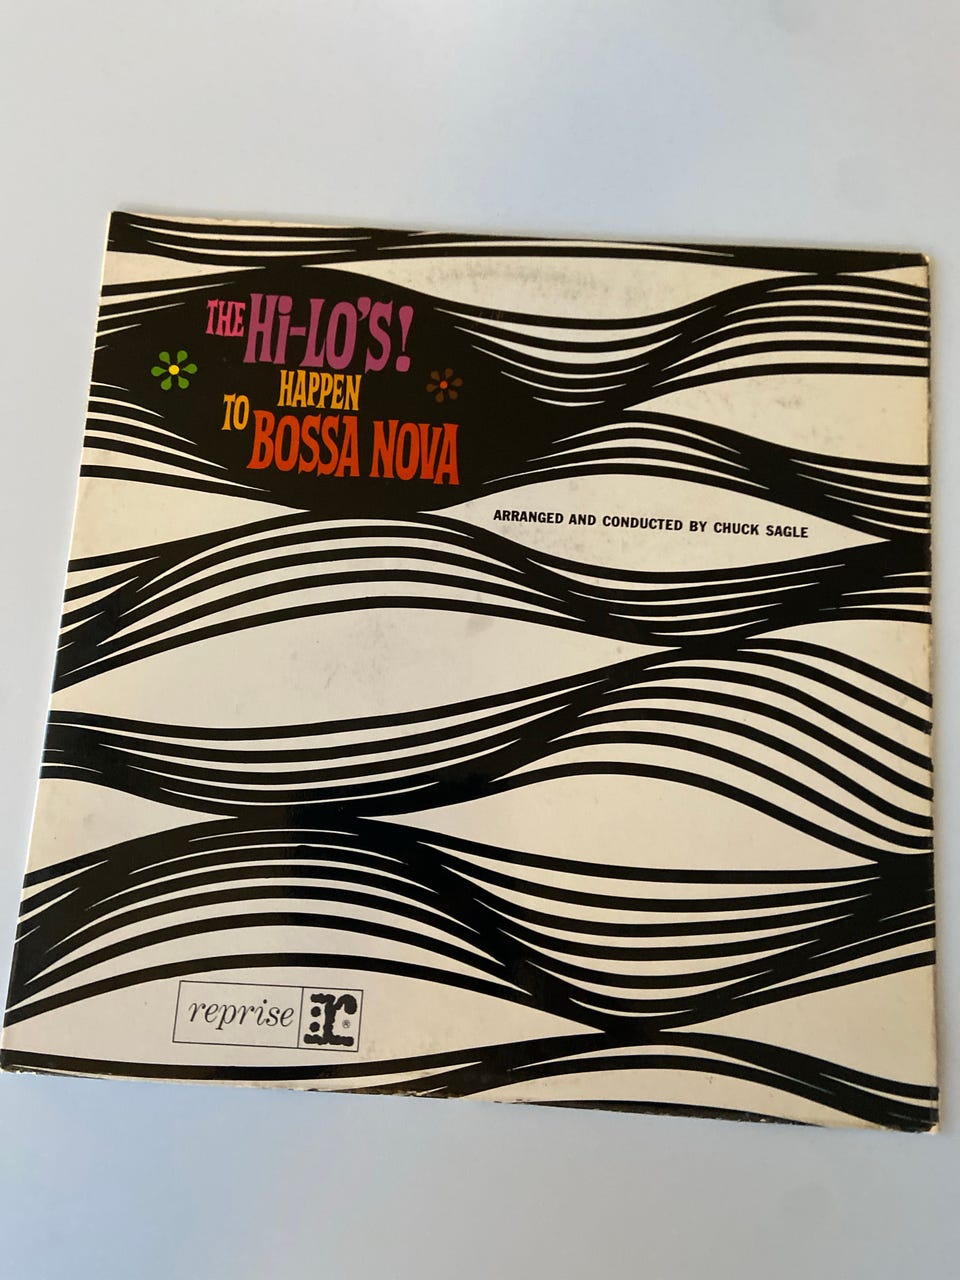 THE Hi-LO'S!
HAPPEN
TO BOSSA NOVA
ARRANGED AND CONDUCTED BY CHUCK SAGLE
reprise r ®